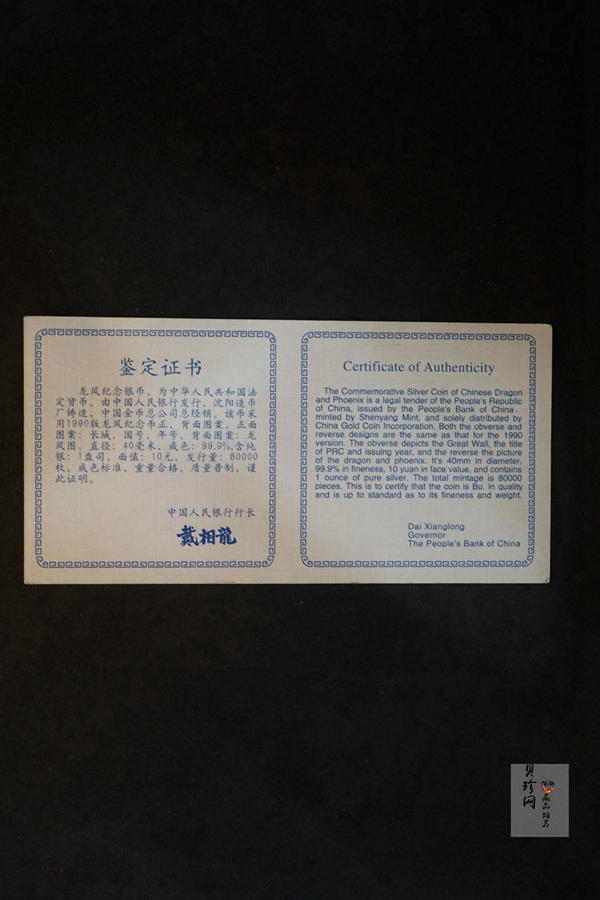 鉴定证书
龙凤纪念银币，为中华人民共和国法
定货币。由中国人民银行发行、沈阳造币
厂铸造、中国金币总公司总经销。该币采
用1990版龙凤纪念币正、背面图案。正面
图案：长城、国号、年号，背面图案：龙
凤图。直径：40毫米，成色：99.9%,含纯
银：1盎司，面值：10元，发行量：80000
枚。成色标准，重量合格，质量普制，谨
此证明。
中国人民银行行长
戴相龍
Certificate of Authenticity
The Commemorative Silver Coin of Chinese Dragon
and Phoenix is a legal tender of the People's Republic
of China, issued by the People's Bank of China,
minted by Shenyang Mint, and solely distributed by
China Gold Coin Incorporation. Both the obverse and
reverse designs are the same as that for the 1990
version. The obverse depicts the Great Wall, the title
of PRC and issuing year, and the reverse the picture
of the dragon and phoenix. It's 40mm in diameter,
99.9% in fineness, 10 yuan in face value, and contains
1 ounce of pure silver. The total mintage is 80000
pieces. This is to certify that the coin is Bu. in quality
and is up to standard as to its fineness and weight.
Dai Xianglong
Governor
The People's Bank of China
贝珍网
藏品推荐